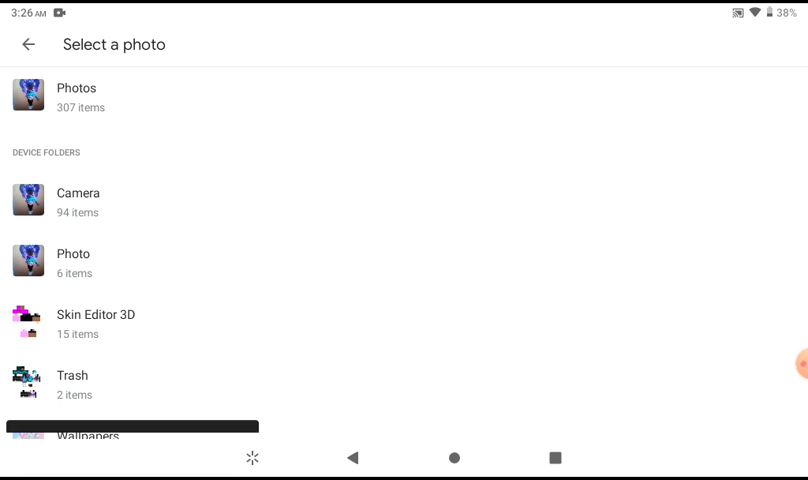 3:26 AM
38%
Select a photo
Photos
307 items
DEVICE FOLDERS
Camera
94 items
Photo
6 items
Skin Editor 3D
15 items
Trash
2 items
Wallpapers